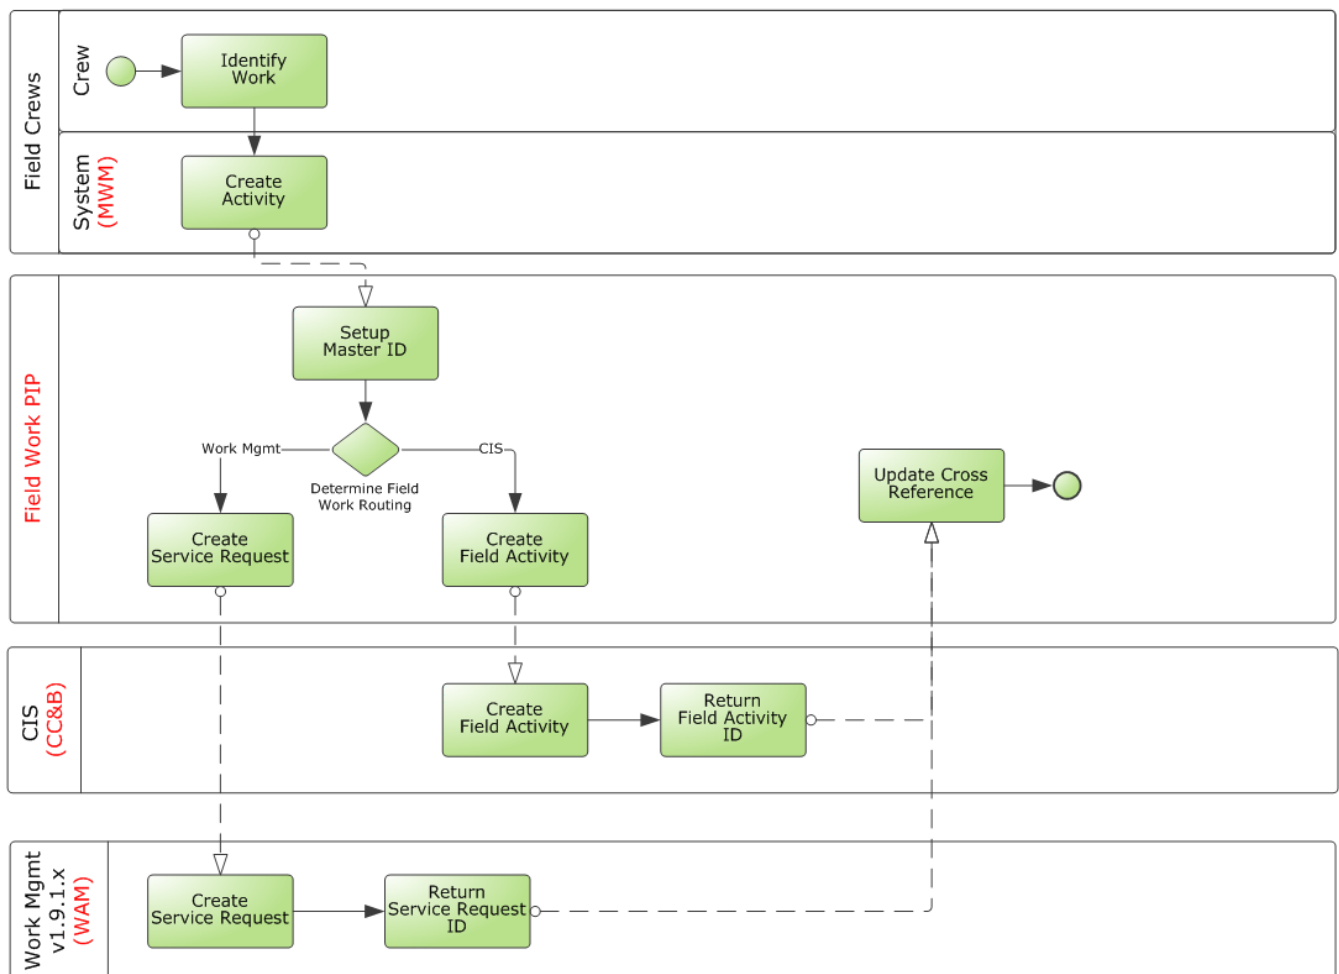 Field Crews
Crew
Identify
Work
System
(MWM)
Create
Activity
Field Work PIP
Setup
Master ID
Work Mgmt
CIS
Determine Field
Work Routing
Create
Service Request
Create
Field Activity
Update Cross
Reference
CIS
(CC&B)
Create
Field Activity
Return
Field Activity
ID
Work Mgmt
v1.9.1.x
(WAM)
Create
Service Request
Return
Service Request
ID